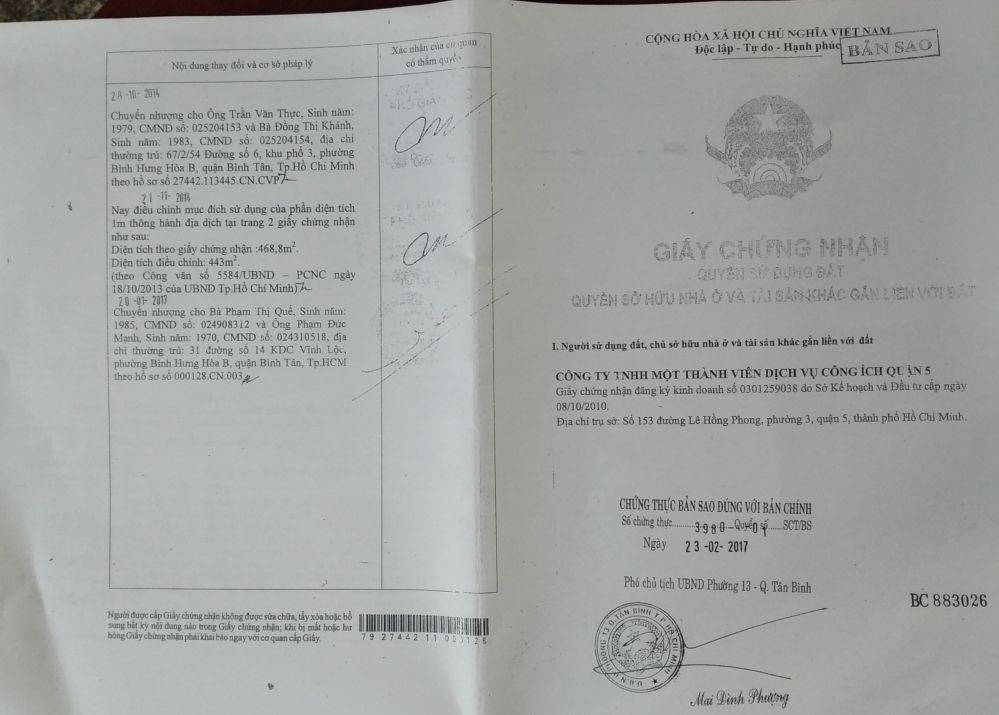 Nội dung thay đổi và cơ sở pháp lý
Xác nhận của cơ quan
có thẩm quyền
28 -10- 2014
Chuyển nhượng cho Ông Trần Văn Thực, Sinh năm:
1979, CMND số: 025204153 và Bà Đồng Thị Khánh,
Sinh năm: 1983, CMND số: 025204154, địa chỉ
thường trú: 67/2/54 Đường số 6, khu phố 3, phường
Bình Hưng Hòa B, quận Bình Tân, Tp.Hồ Chí Minh
theo hồ sơ số 27442.113445.CN.CVP
21 -11- 2014
Nay điều chỉnh mục đích sử dụng của phần diện tích
1m thông hành địa dịch tại trang 2 giấy chứng nhận
như sau:
Diện tích theo giấy chứng nhận :468,8m².
Diện tích điều chỉnh: 443m².
(theo Công văn số 5584/UBND – PCNC ngày
18/10/2013 của UBND Tp.Hồ Chí Minh)
20 -01- 2017
Chuyển nhượng cho Bà Phạm Thị Quế, Sinh năm:
1985, CMND số: 024908312 và Ông Phạm Đức
Mạnh, Sinh năm: 1970, CMND số: 024310518, địa
chỉ thường trú: 31 đường số 14 KDC Vĩnh Lộc,
phường Bình Hưng Hòa B, quận Bình Tân, Tp.HCM
theo hồ sơ số 000128.CN.003
Người được cấp Giấy chứng nhận không được sửa chữa, tẩy xóa hoặc bổ
sung bất kỳ nội dung nào trong Giấy chứng nhận; khi bị mất hoặc hư
hỏng Giấy chứng nhận phải khai báo ngay với cơ quan cấp Giấy.
CỘNG HÒA XÃ HỘI CHỦ NGHĨA VIỆT NAM
Độc lập - Tự do - Hạnh phúc
BẢN SAO
GIẤY CHỨNG NHẬN
QUYỀN SỬ DỤNG ĐẤT
QUYỀN SỞ HỮU NHÀ Ở VÀ TÀI SẢN KHÁC GẮN LIỀN VỚI ĐẤT
I. Người sử dụng đất, chủ sở hữu nhà ở và tài sản khác gắn liền với đất
CÔNG TY TNHH MỘT THÀNH VIÊN DỊCH VỤ CÔNG ÍCH QUẬN 5
Giấy chứng nhận đăng ký kinh doanh số 0301259038 do Sở Kế hoạch và Đầu tư cấp ngày
08/10/2010.
Địa chỉ trụ sở: Số 153 đường Lê Hồng Phong, phường 3, quận 5, thành phố Hồ Chí Minh.
CHỨNG THỰC BẢN SAO ĐÚNG VỚI BẢN CHÍNH
Số chứng thực.........3980 Quyển số 01 ......SCT/BS
Ngày 23 -02- 2017
Phó chủ tịch UBND Phường 13 - Q. Tân Bình
BC 883026
Mai Đình Phượng